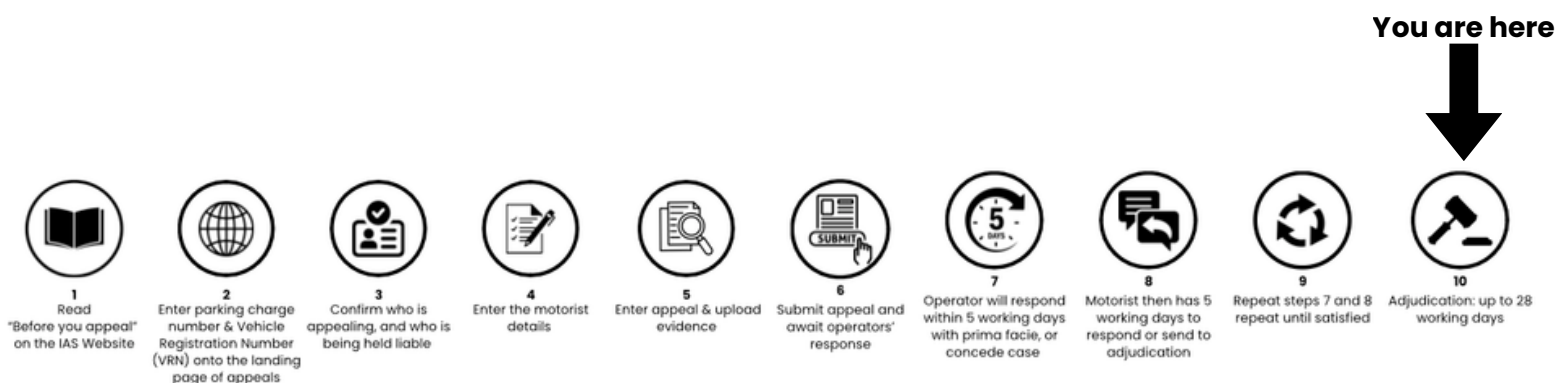 You are here
1
Read
"Before you appeal"
on the IAS Website
2
Enter parking charge
number & Vehicle
Registration Number
(VRN) onto the landing
page of appeals
3
Confirm who is
appealing, and who is
being held liable
4
Enter the motorist
details
5
Enter appeal & upload
evidence
SUBMIT
6
Submit appeal and
await operators'
response
5
DAYS
7
Operator will respond
within 5 working days
with prima facie, or
concede case
8
Motorist then has 5
working days to
respond or send to
adjudication
9
Repeat steps 7 and 8
repeat until satisfied
10
Adjudication: up to 28
working days